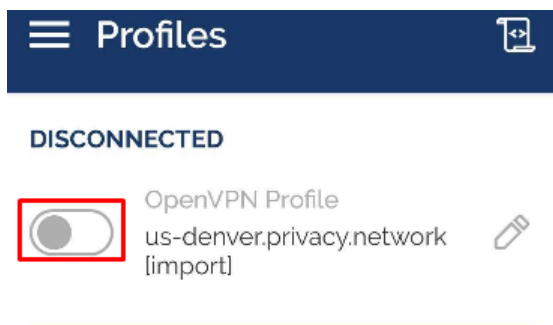 Profiles
DISCONNECTED
OpenVPN Profile
us-denver.privacy.network
[import]